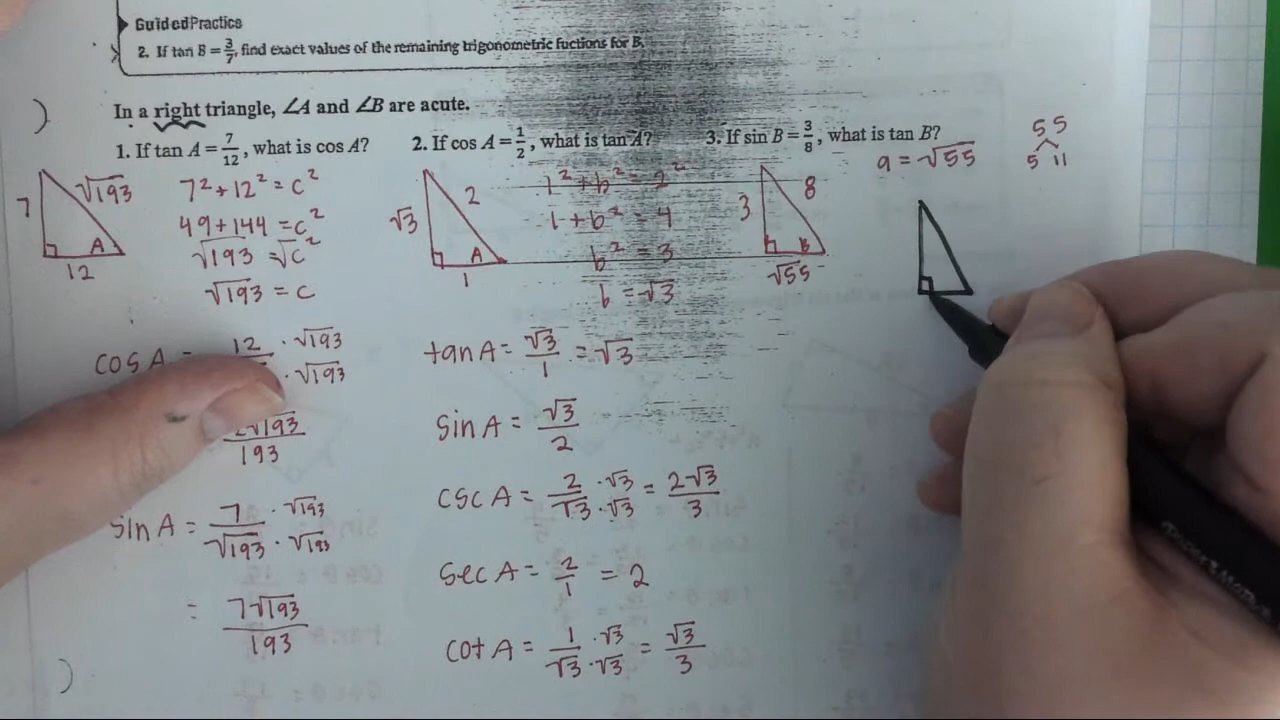 Guided Practice
2. If tan B = 3/7, find exact values of the remaining trigonometric fuctions for B.
In a right triangle, ∠A and ∠B are acute.
1. If tan A = 7/12, what is cos A?
2. If cos A = 1/2, what is tan A?
3. If sin B = 3/8, what is tan B?
7
√193
A
12
7² + 12² = c²
49 + 144 = c²
√193 = √c²
√193 = c
cos A = 12 · √193
· √193
√193
193
sin A = 7/√193 · √193/√193
= 7√193/193
√3
2
A
1
1² + b² = 2²
1 + b² = 4
b² = 3
b = √3
tan A = √3/1 = √3
sin A = √3/2
csc A = 2/√3 · √3/√3 = 2√3/3
sec A = 2/1 = 2
cot A = 1/√3 · √3/√3 = √3/3
3
8
B
√55
a = √55
55
5 11